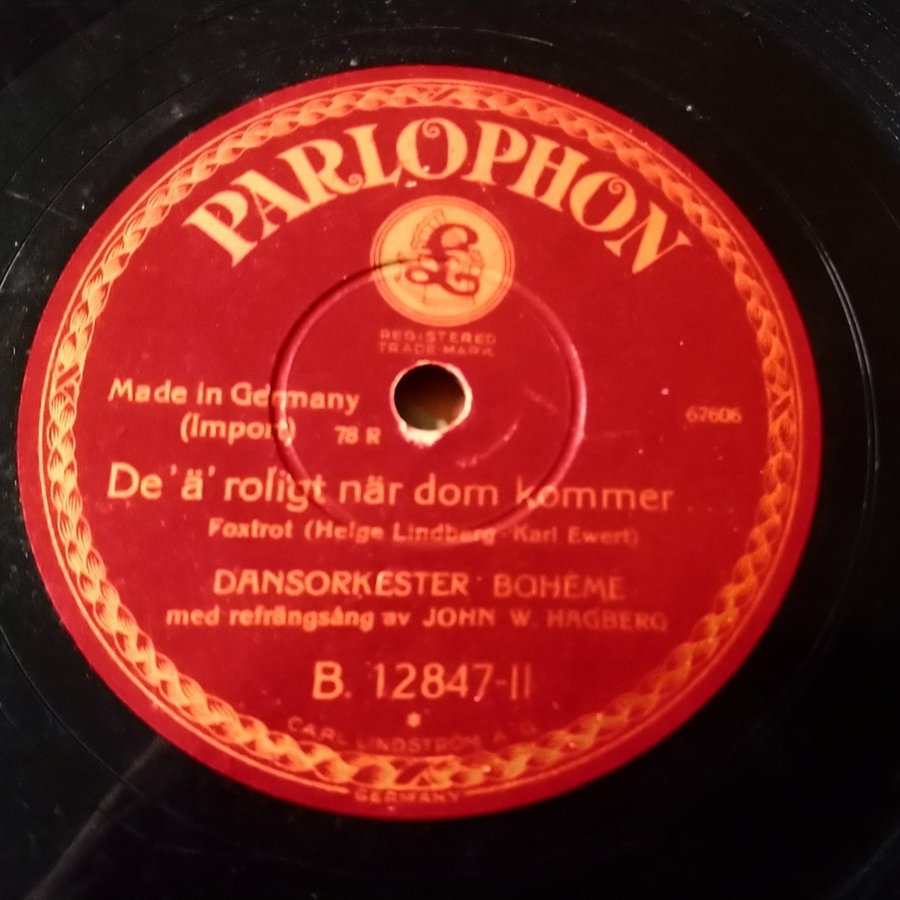 PARLOPHON
REGISTERED
TRADE-MARK
Made in Germany
(Import) 78 R
67606
De'ä' roligt när dom kommer . . . .
Foxtrot (Helge Lindberg-Karl Ewert)
DANSORKESTER BOHEME
med refrängsång av JOHN W. HAGBERG
B. 12847-II
*
CARL LINDSTRÖM A.G.
GERMANY